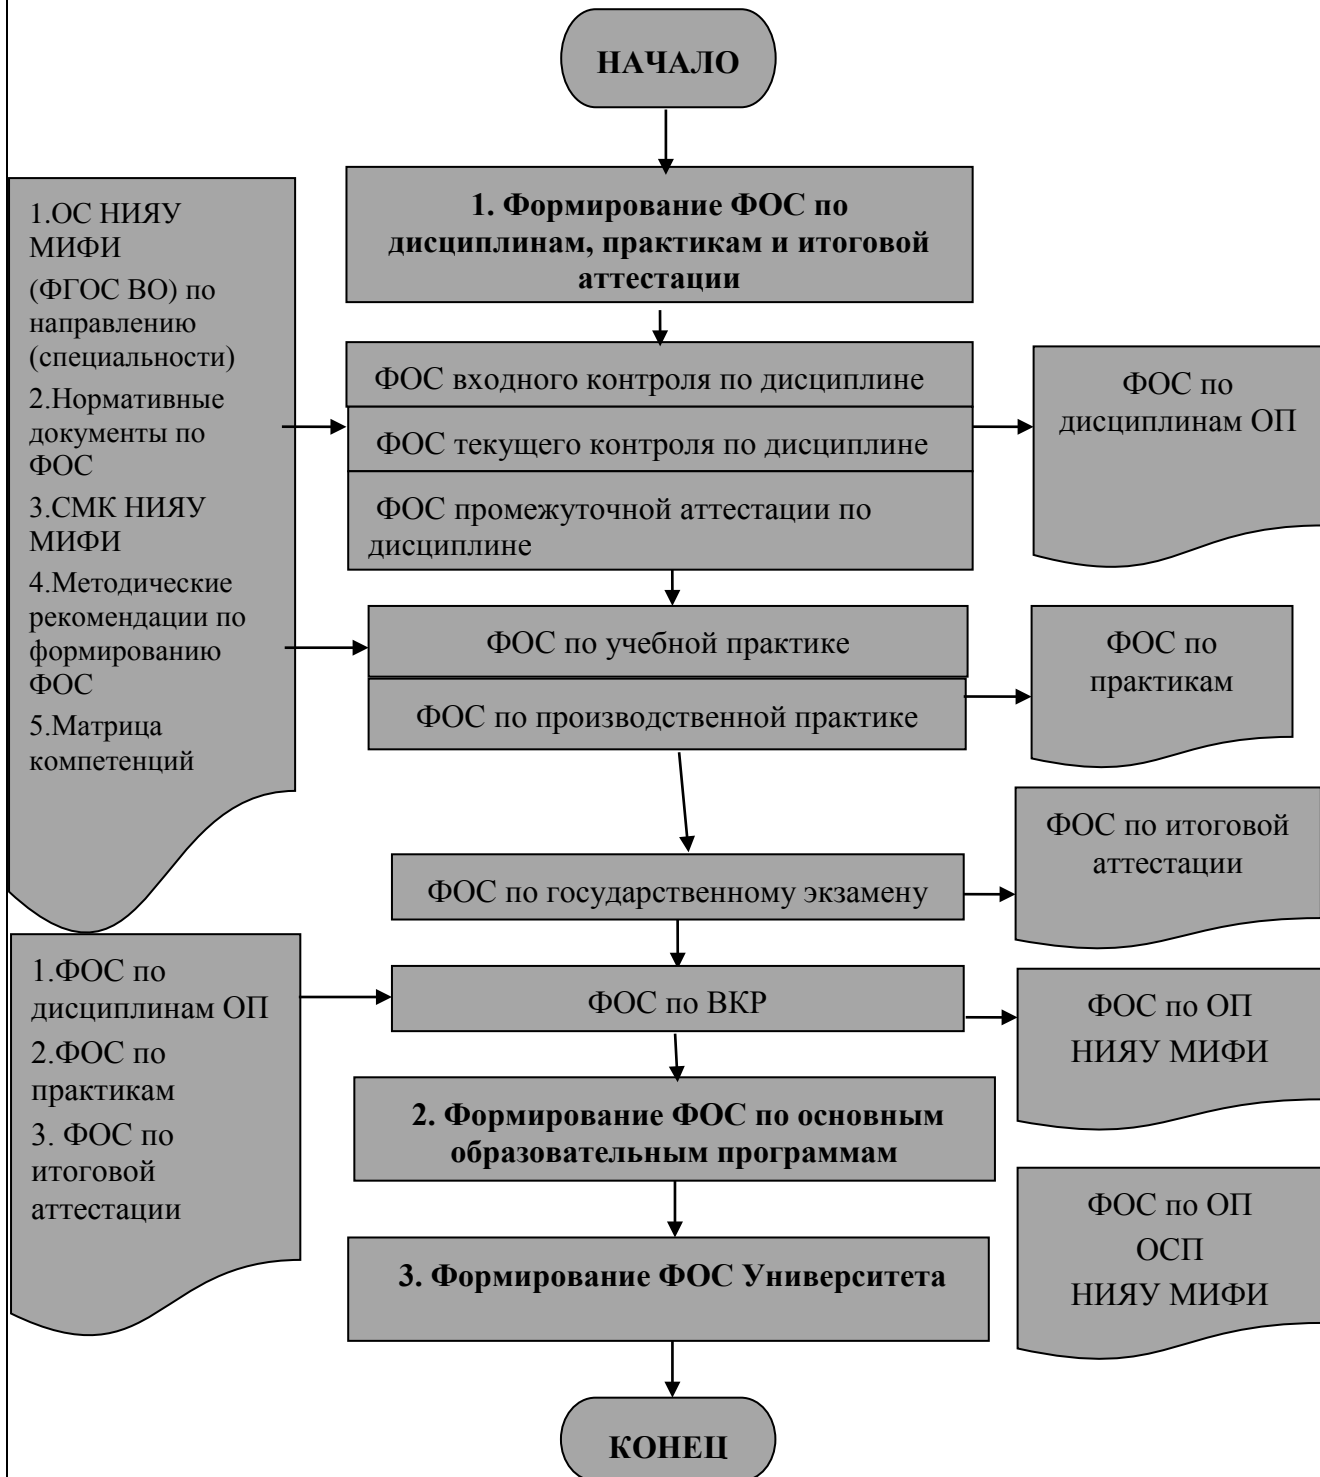 НАЧАЛО
1. Формирование ФОС по
дисциплинам, практикам и итоговой
аттестации
1.ОС НИЯУ
МИФИ
(ФГОС ВО) по
направлению
(специальности)
2.Нормативные
документы по
ФОС
3.СМК НИЯУ
МИФИ
4.Методические
рекомендации по
формированию
ФОС
5.Матрица
компетенций
ФОС входного контроля по дисциплине
ФОС текущего контроля по дисциплине
ФОС промежуточной аттестации по
дисциплине
ФОС по
дисциплинам ОП
ФОС по учебной практике
ФОС по производственной практике
ФОС по
практикам
ФОС по государственному экзамену
ФОС по итоговой
аттестации
1.ФОС по
дисциплинам ОП
2.ФОС по
практикам
3. ФОС по
итоговой
аттестации
ФОС по ВКР
ФОС по ОП
НИЯУ МИФИ
2. Формирование ФОС по основным
образовательным программам
3. Формирование ФОС Университета
ФОС по ОП
ОСП
НИЯУ МИФИ
КОНЕЦ